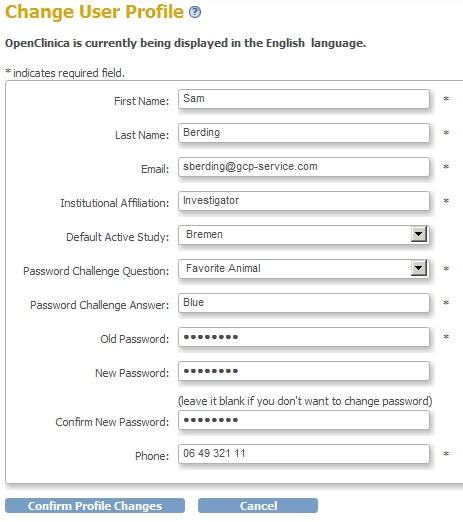 Change User Profile ?
OpenClinica is currently being displayed in the English language.
* indicates required field.
First Name: Sam *
Last Name: Berding *
Email: sberding@gcp-service.com *
Institutional Affiliation: Investigator *
Default Active Study: Bremen
Password Challenge Question: Favorite Animal *
Password Challenge Answer: Blue *
Old Password: •••••••• *
New Password: ••••••••
(leave it blank if you don't want to change password)
Confirm New Password: ••••••••
Phone: 06 49 321 11 *
Confirm Profile Changes Cancel